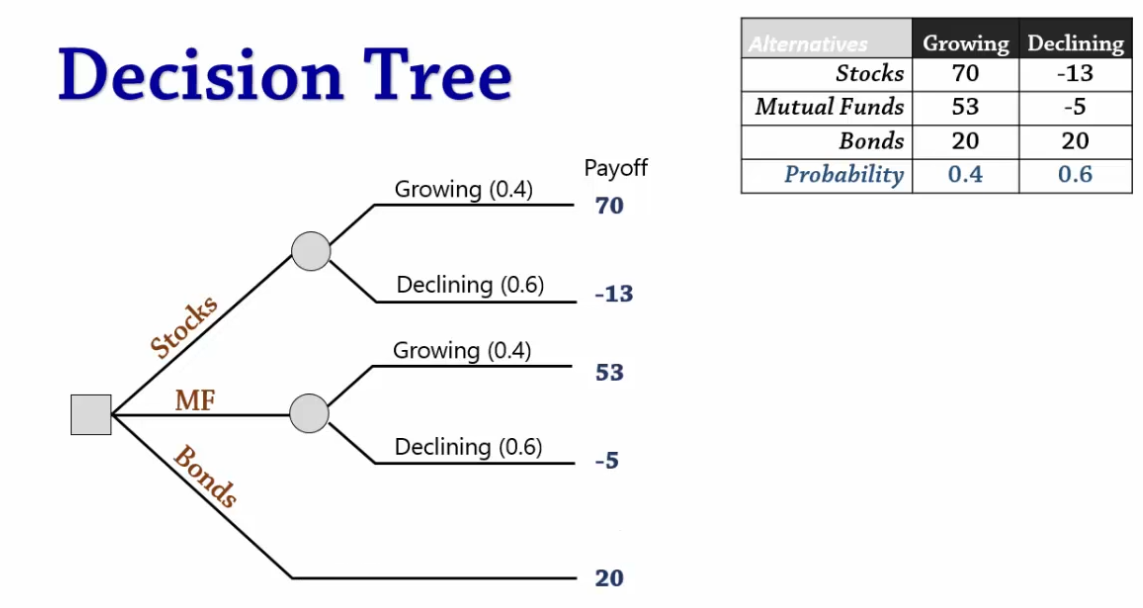 Decision Tree
Alternatives Growing Declining
Stocks 70 -13
Mutual Funds 53 -5
Bonds 20 20
Probability 0.4 0.6
Payoff
Growing (0.4)
70
Declining (0.6)
-13
Stocks
Growing (0.4)
53
MF
Declining (0.6)
-5
Bonds
20